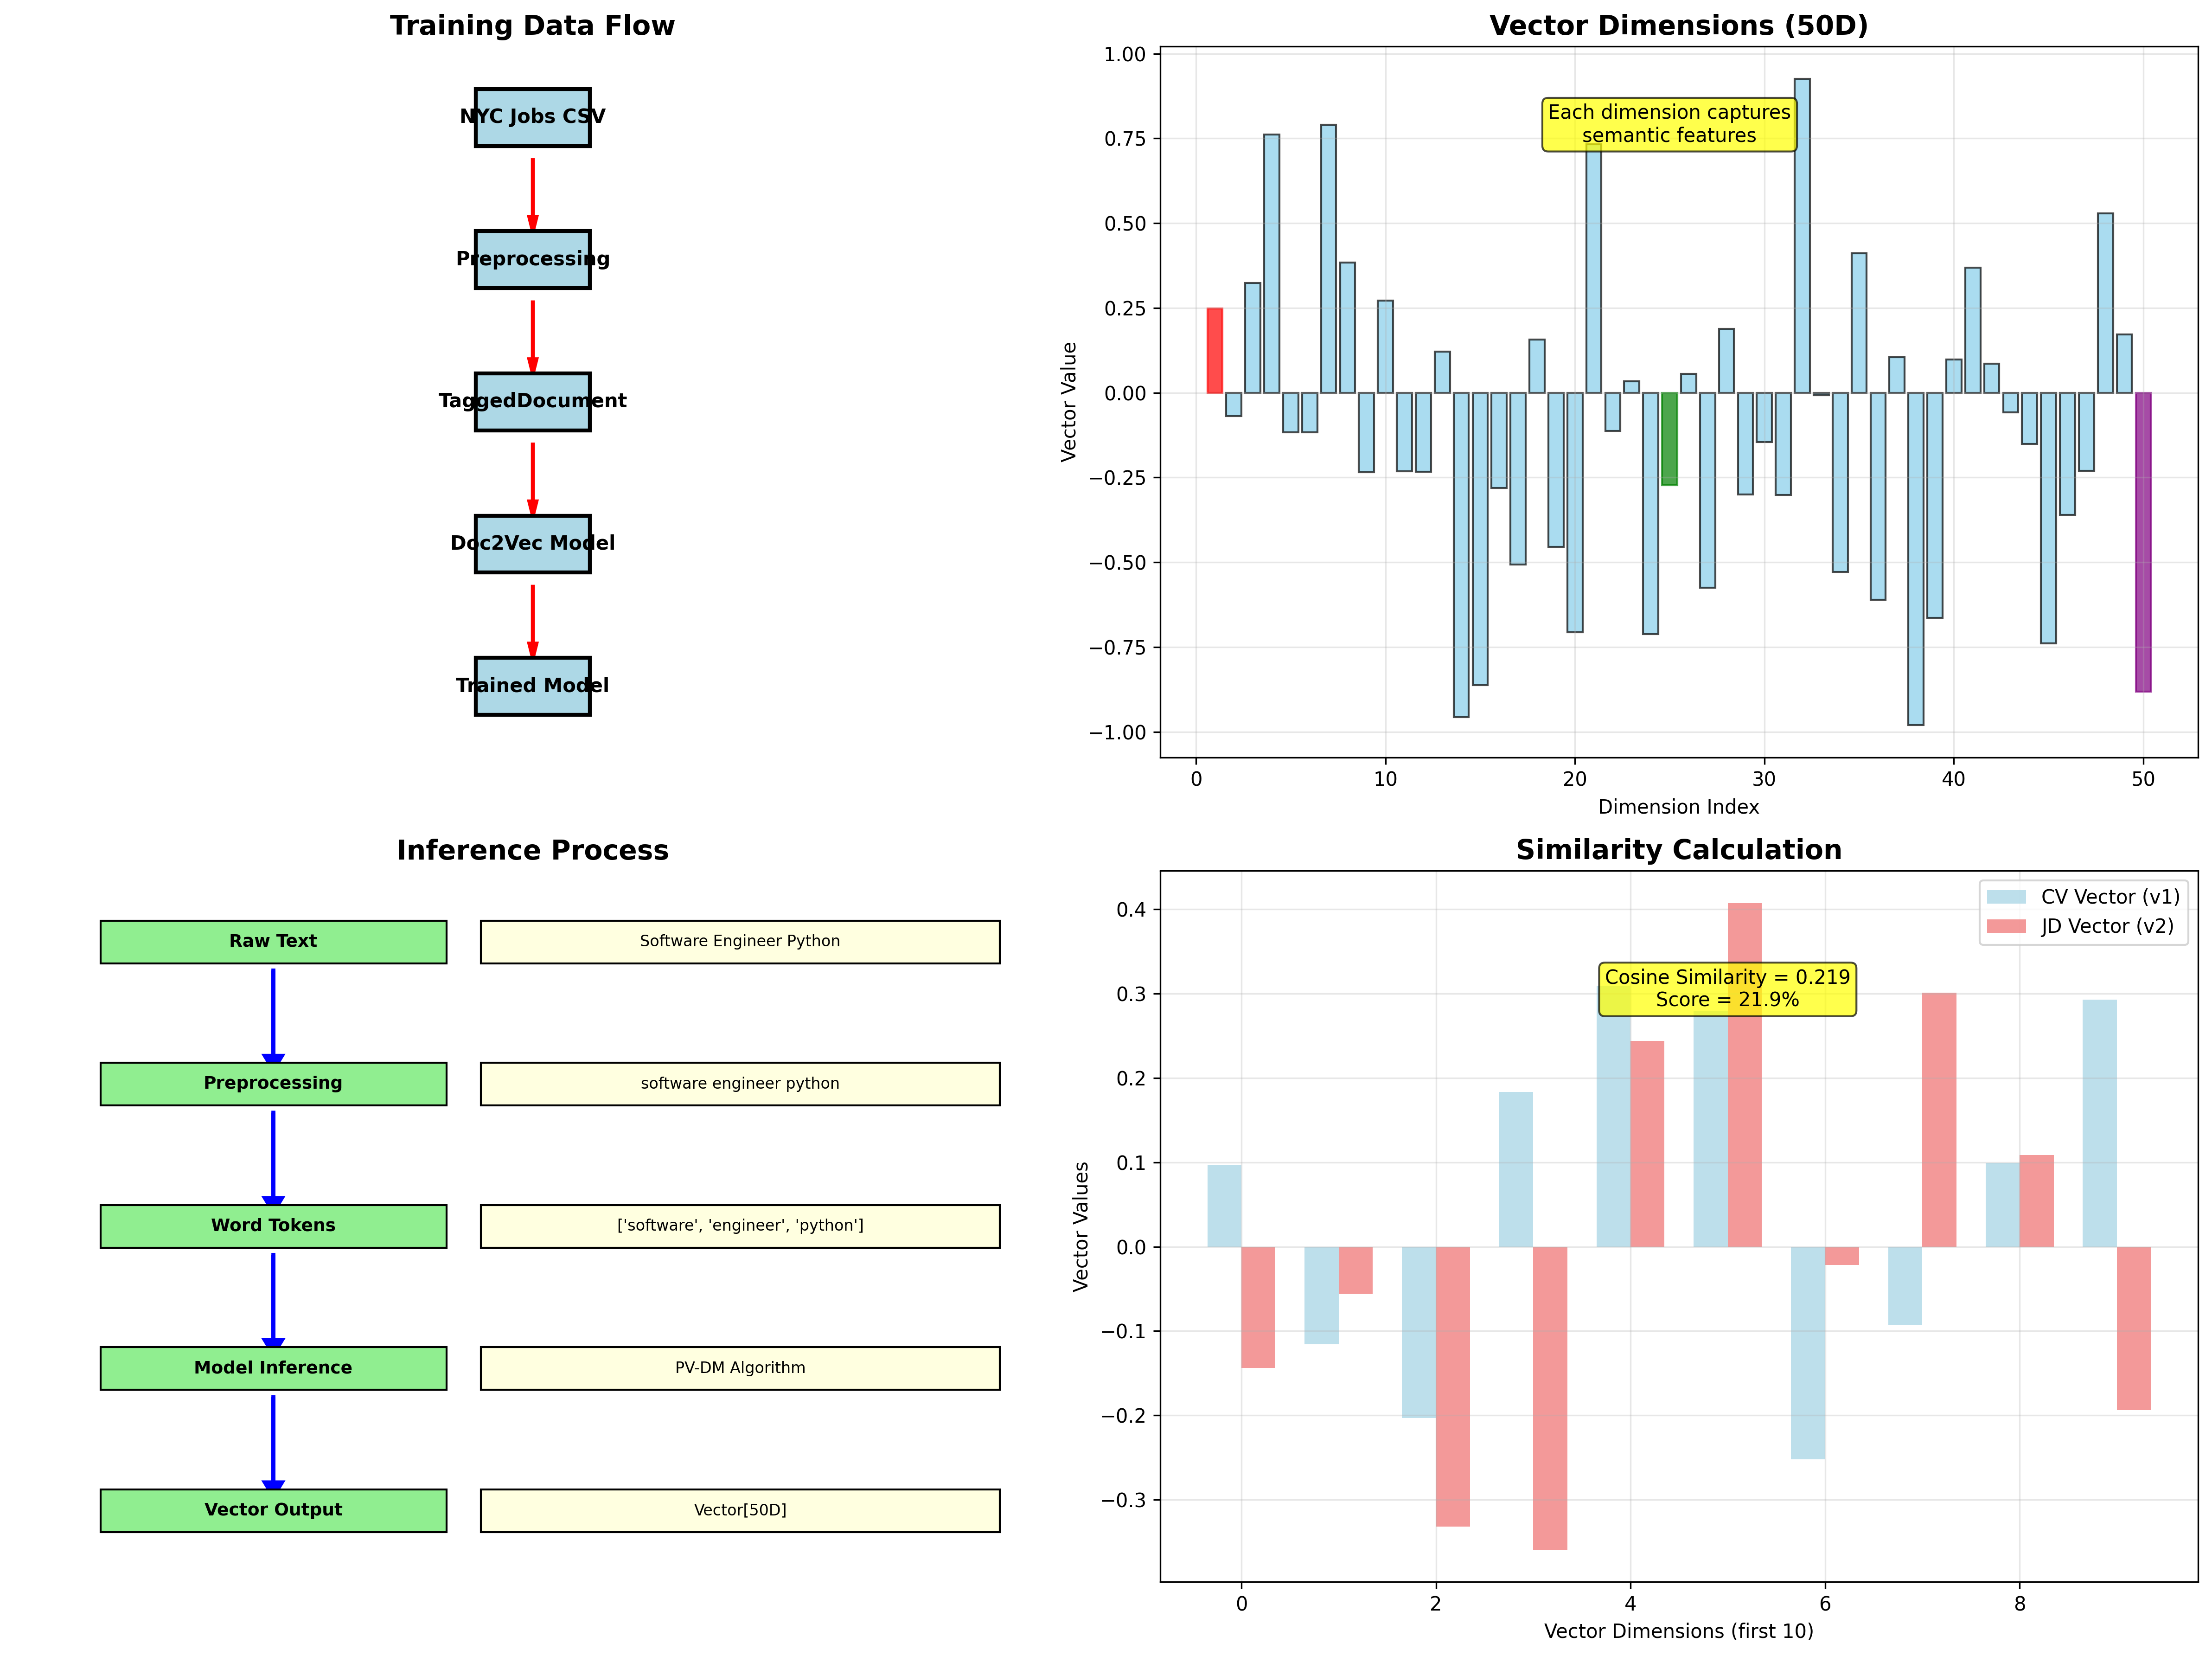 Training Data Flow
NYC Jobs CSV
Preprocessing
TaggedDocument
Doc2Vec Model
Trained Model
Vector Dimensions (50D)
Each dimension captures
semantic features
Vector Value
1.00
0.75
0.50
0.25
0.00
−0.25
−0.50
−0.75
−1.00
0 10 20 30 40 50
Dimension Index
Inference Process
Raw Text Software Engineer Python
Preprocessing software engineer python
Word Tokens ['software', 'engineer', 'python']
Model Inference PV-DM Algorithm
Vector Output Vector[50D]
Similarity Calculation
CV Vector (v1)
JD Vector (v2)
Cosine Similarity = 0.219
Score = 21.9%
Vector Values
0.4
0.3
0.2
0.1
0.0
−0.1
−0.2
−0.3
0 2 4 6 8
Vector Dimensions (first 10)